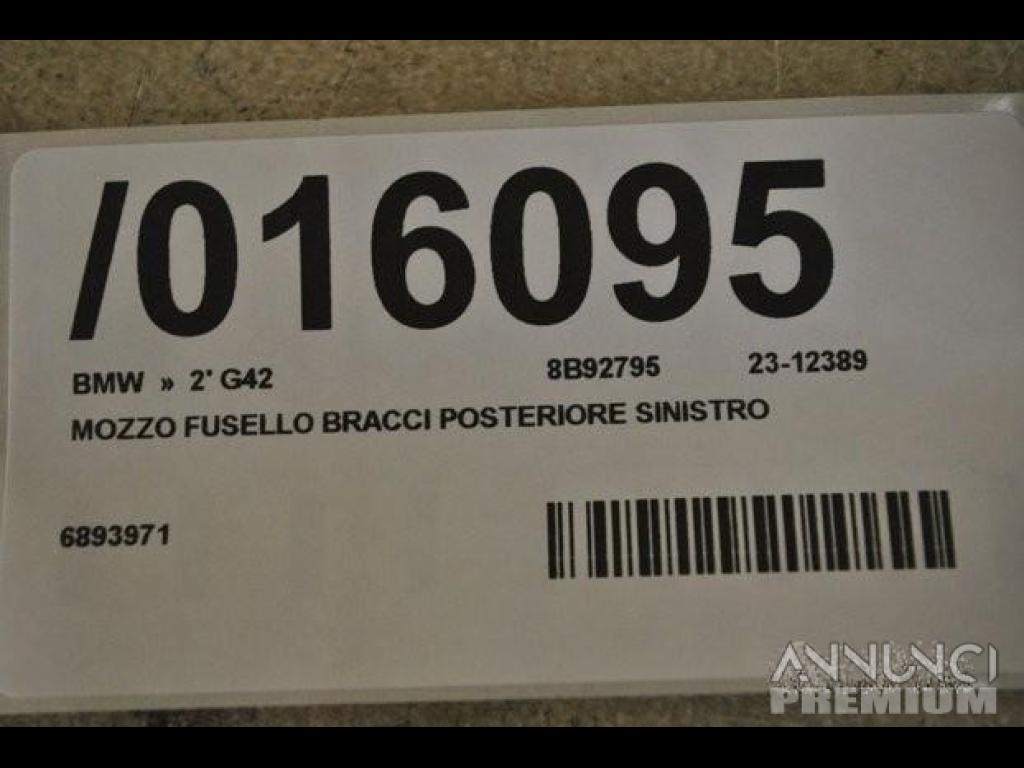 /016095
BMW » 2° G42 8B92795 23-12389
MOZZO FUSELLO BRACCI POSTERIORE SINISTRO
6893971
ANNUNCI
PREMIUM